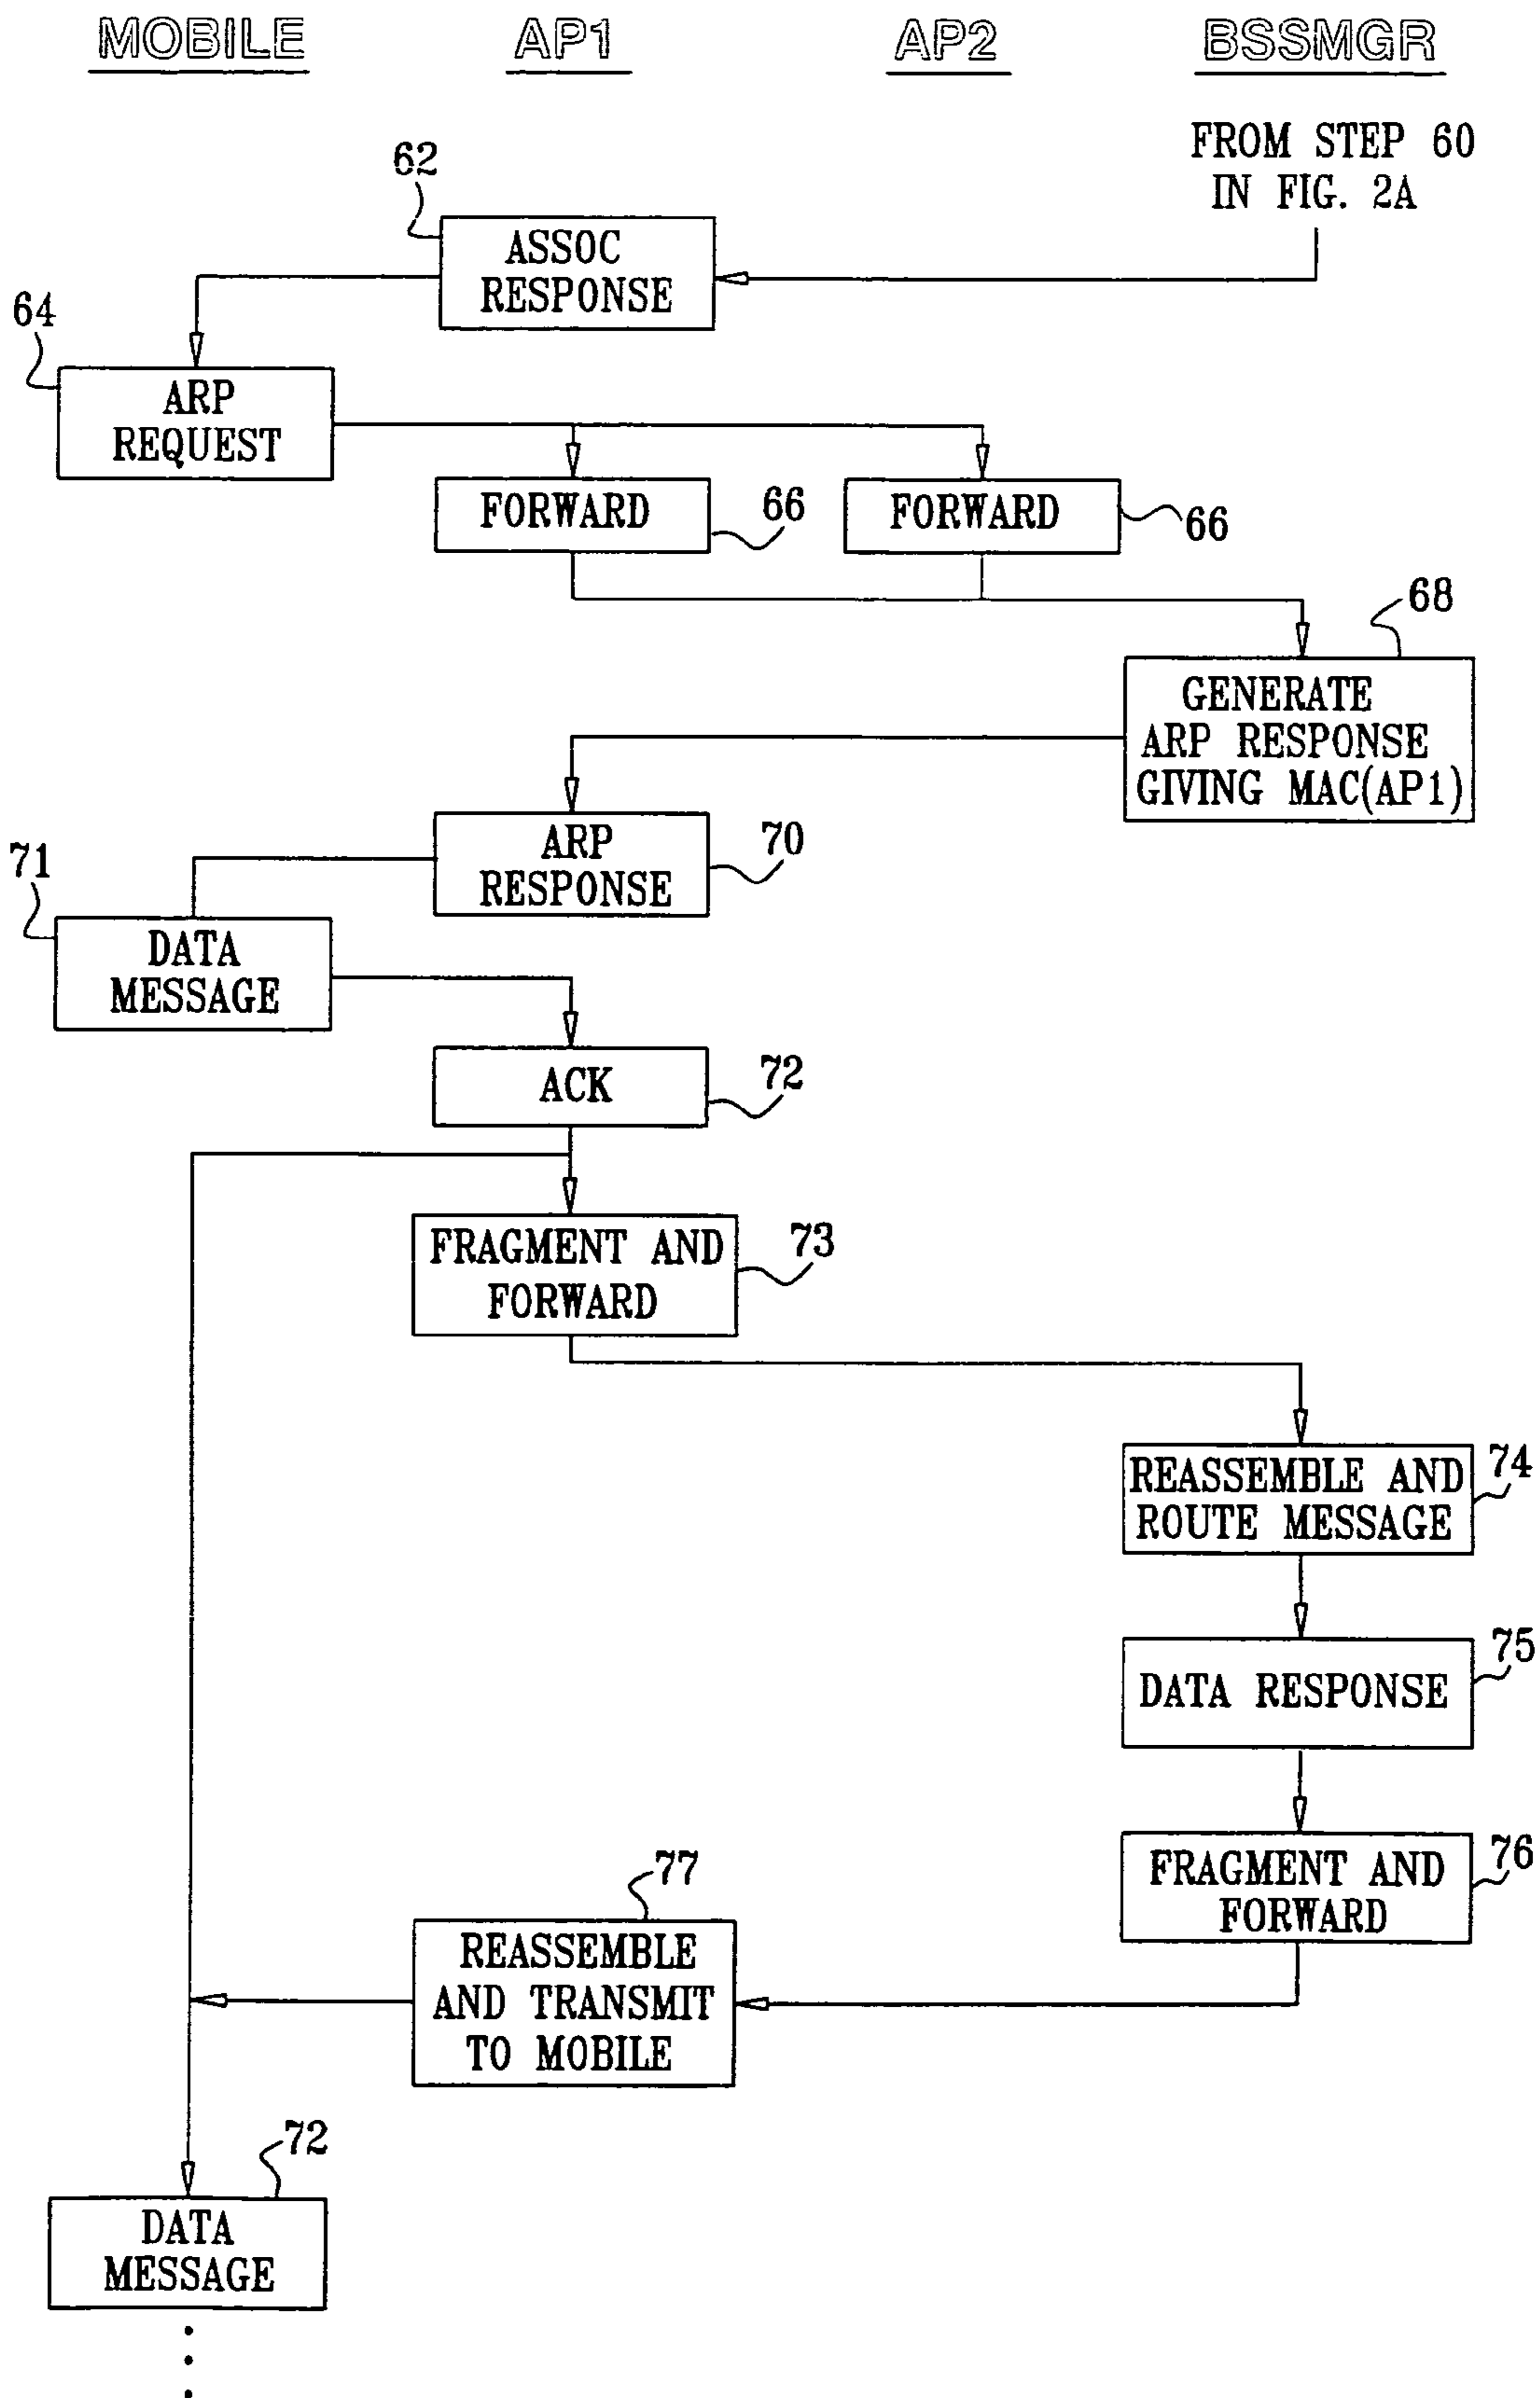 MOBILE AP1 AP2 BSSMGR
FROM STEP 60
IN FIG. 2A
62
ASSOC
RESPONSE
64
ARP
REQUEST
FORWARD
66
FORWARD
66
68
GENERATE
ARP RESPONSE
GIVING MAC(AP1)
ARP
RESPONSE
70
71
DATA
MESSAGE
ACK
72
FRAGMENT AND
FORWARD
73
REASSEMBLE AND
ROUTE MESSAGE
74
DATA RESPONSE
75
FRAGMENT AND
FORWARD
76
77
REASSEMBLE
AND TRANSMIT
TO MOBILE
72
DATA
MESSAGE